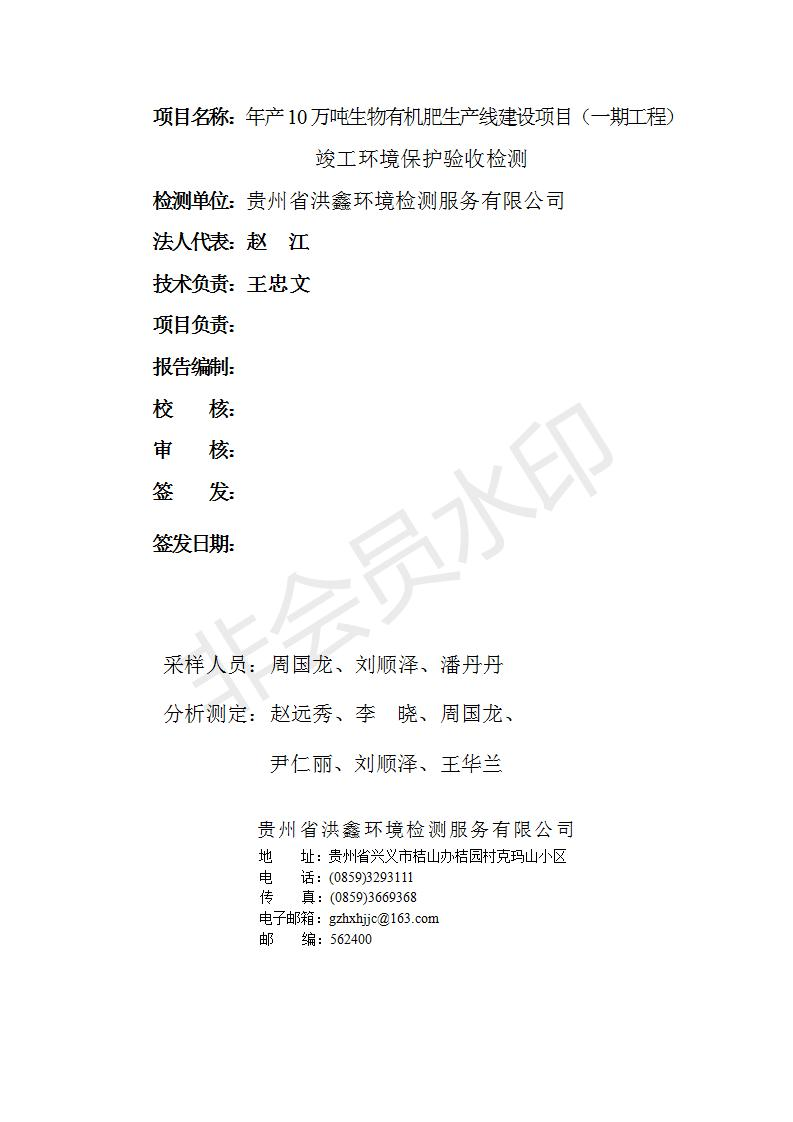 项目名称：年产10万吨生物有机肥生产线建设项目（一期工程）
竣工环境保护验收检测
检测单位：贵州省洪鑫环境检测服务有限公司
法人代表：赵　江
技术负责：王忠文
项目负责：
报告编制：
校　　核：
审　　核：
签　　发：
签发日期：
非会员水印
采样人员：周国龙、刘顺泽、潘丹丹
分析测定：赵远秀、李　晓、周国龙、
尹仁丽、刘顺泽、王华兰
贵州省洪鑫环境检测服务有限公司
地　　址：贵州省兴义市桔山办桔园村克玛山小区
电　　话：(0859)3293111
传　　真：(0859)3669368
电子邮箱：gzhxhjjc@163.com
邮　　编：562400